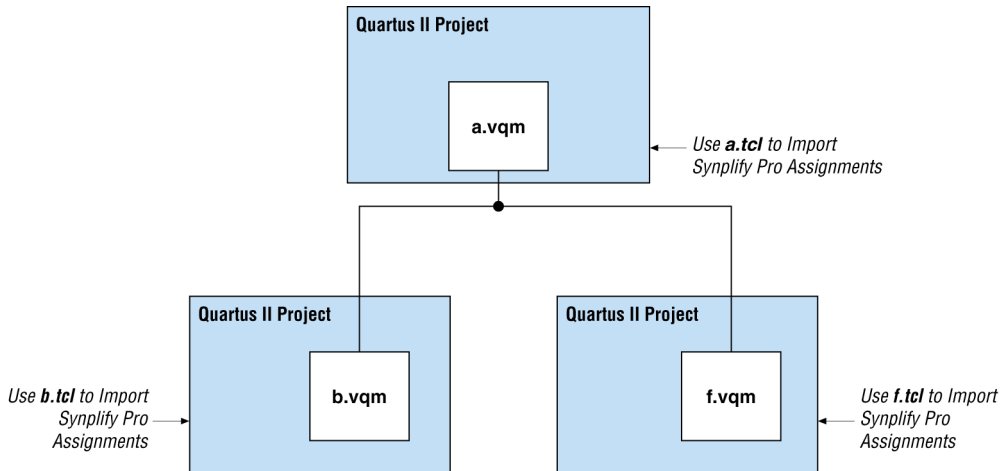 Quartus II Project
a.vqm
Use a.tcl to Import
Synplify Pro Assignments
Quartus II Project
b.vqm
Use b.tcl to Import
Synplify Pro
Assignments
Quartus II Project
f.vqm
Use f.tcl to Import
Synplify Pro
Assignments